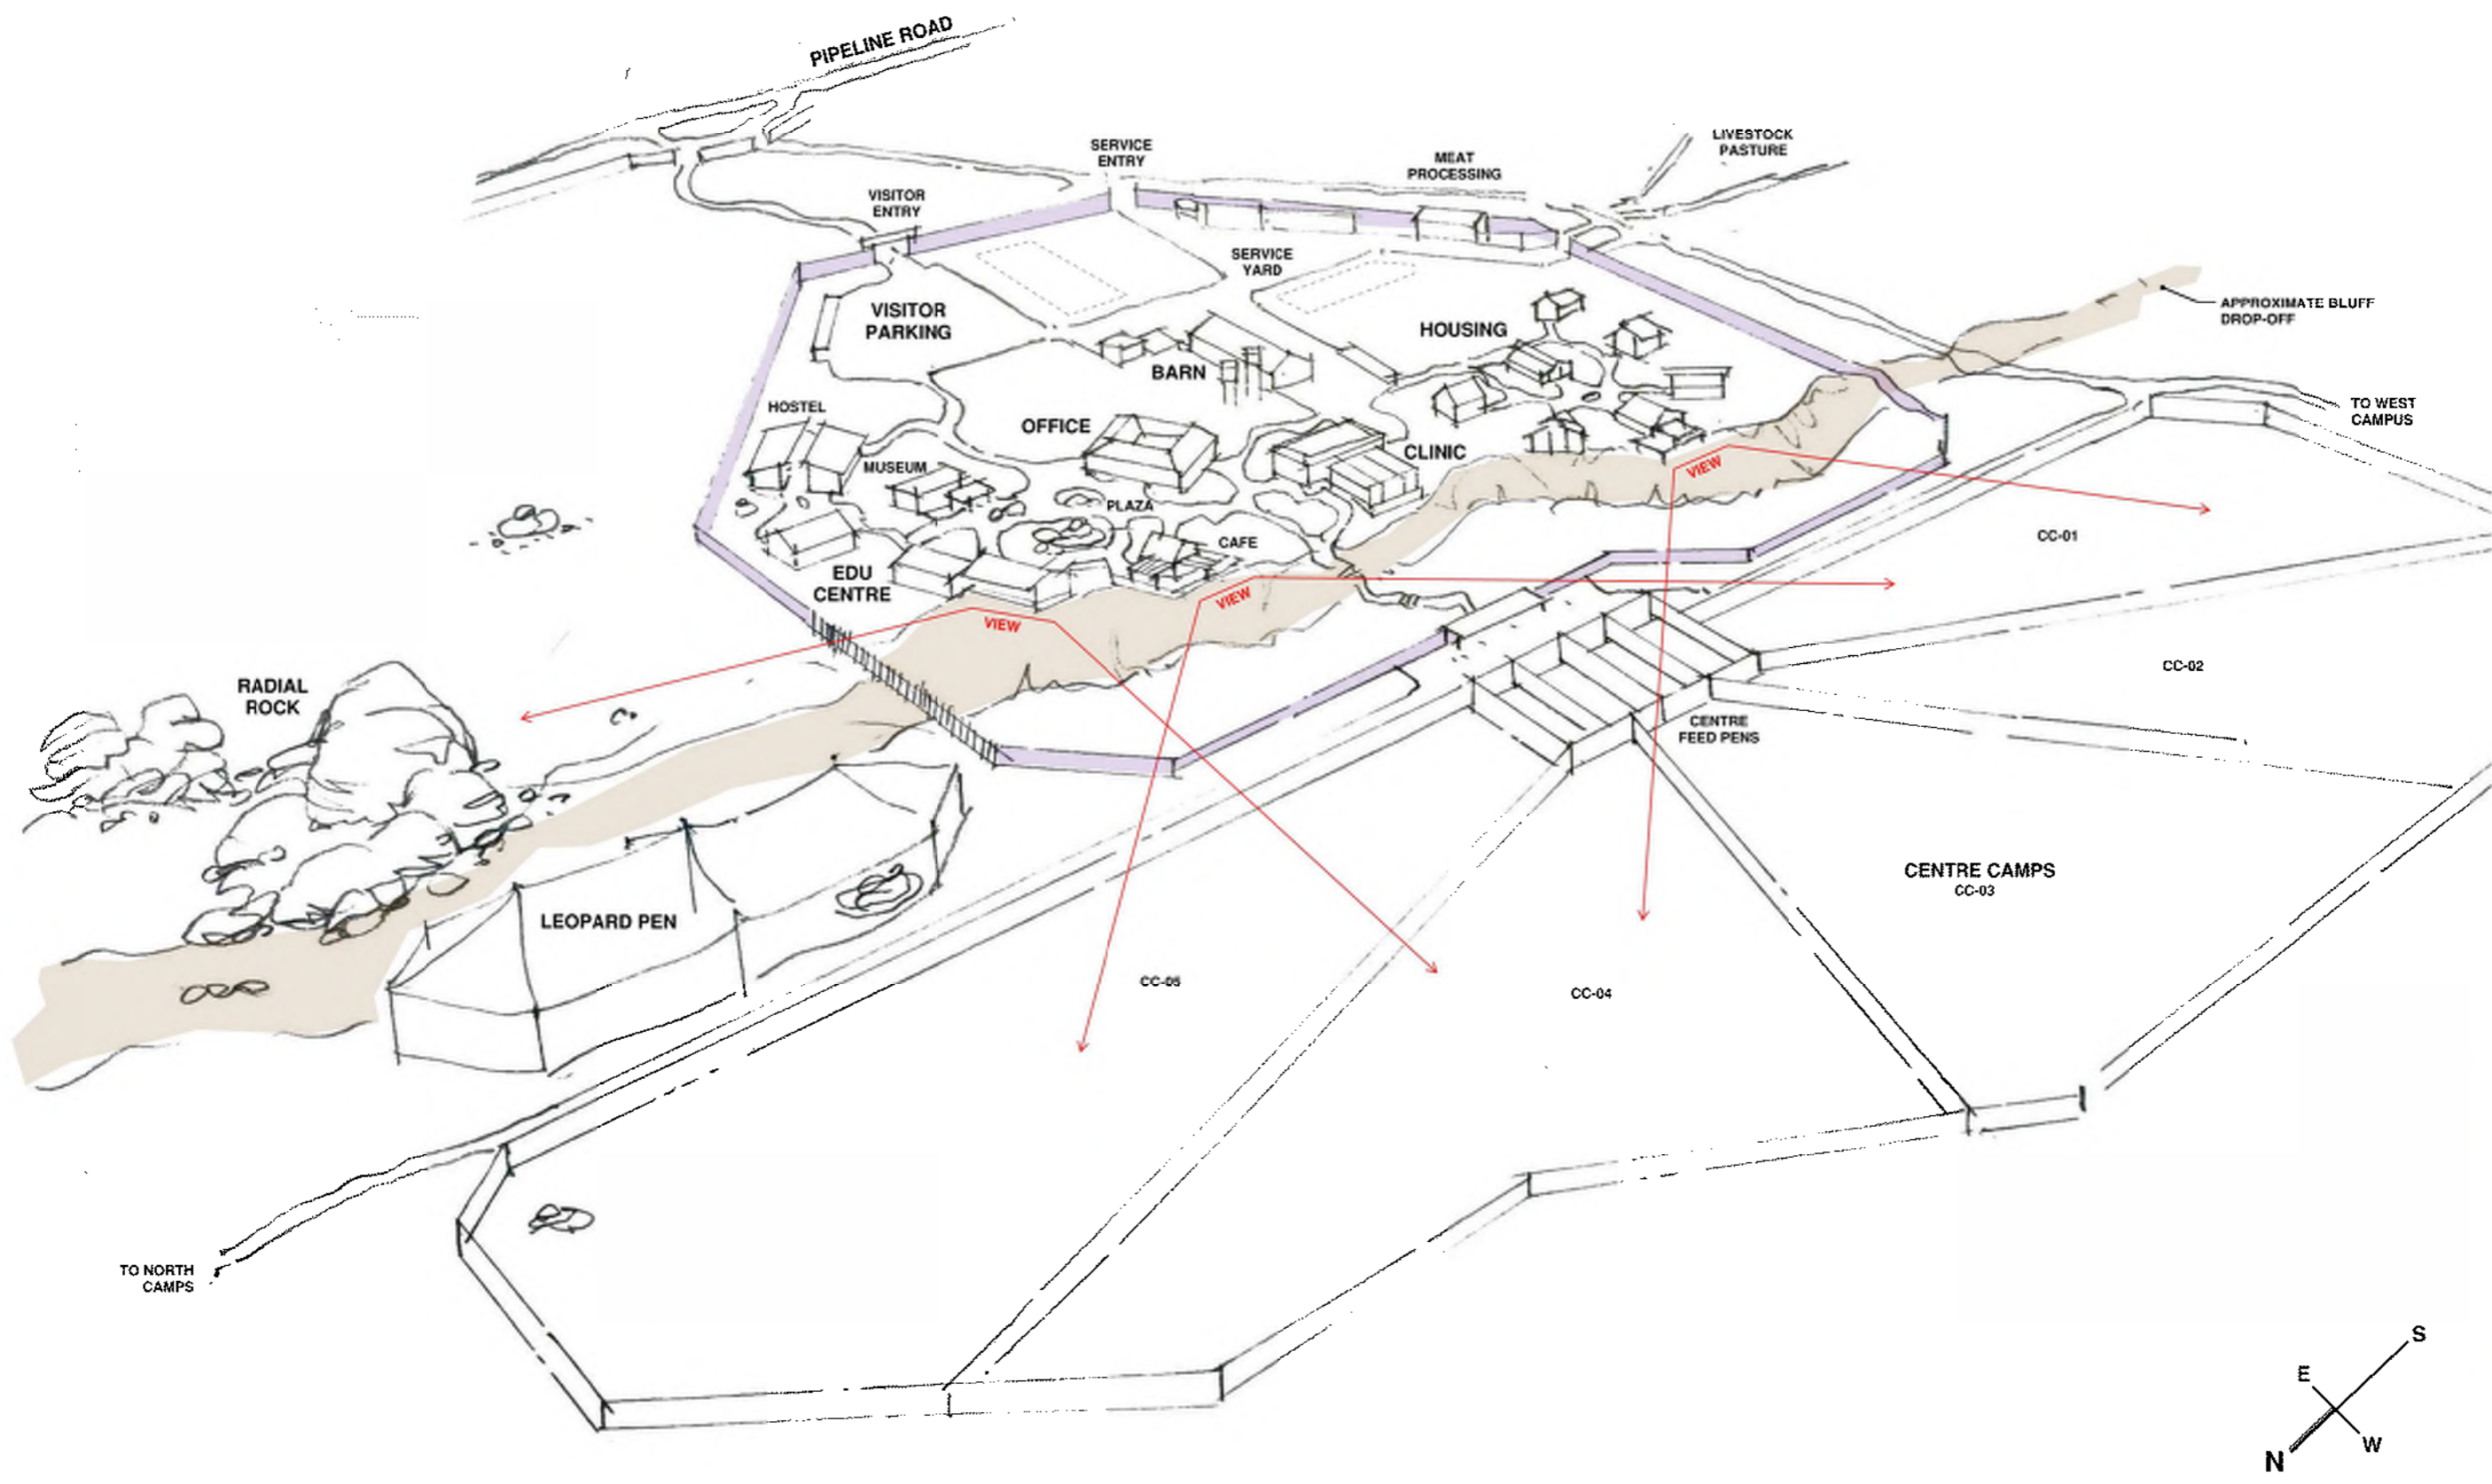 PIPELINE ROAD
SERVICE
ENTRY
MEAT
PROCESSING
LIVESTOCK
PASTURE
VISITOR
ENTRY
SERVICE
YARD
APPROXIMATE BLUFF
DROP-OFF
VISITOR
PARKING
HOUSING
BARN
HOSTEL
OFFICE
TO WEST
CAMPUS
MUSEUM
CLINIC
VIEW
PLAZA
CAFE
CC-01
EDU
CENTRE
VIEW
VIEW
CC-02
RADIAL
ROCK
CENTRE
FEED PENS
CENTRE CAMPS
CC-03
LEOPARD PEN
CC-05
CC-04
TO NORTH
CAMPS
S
E
W
N